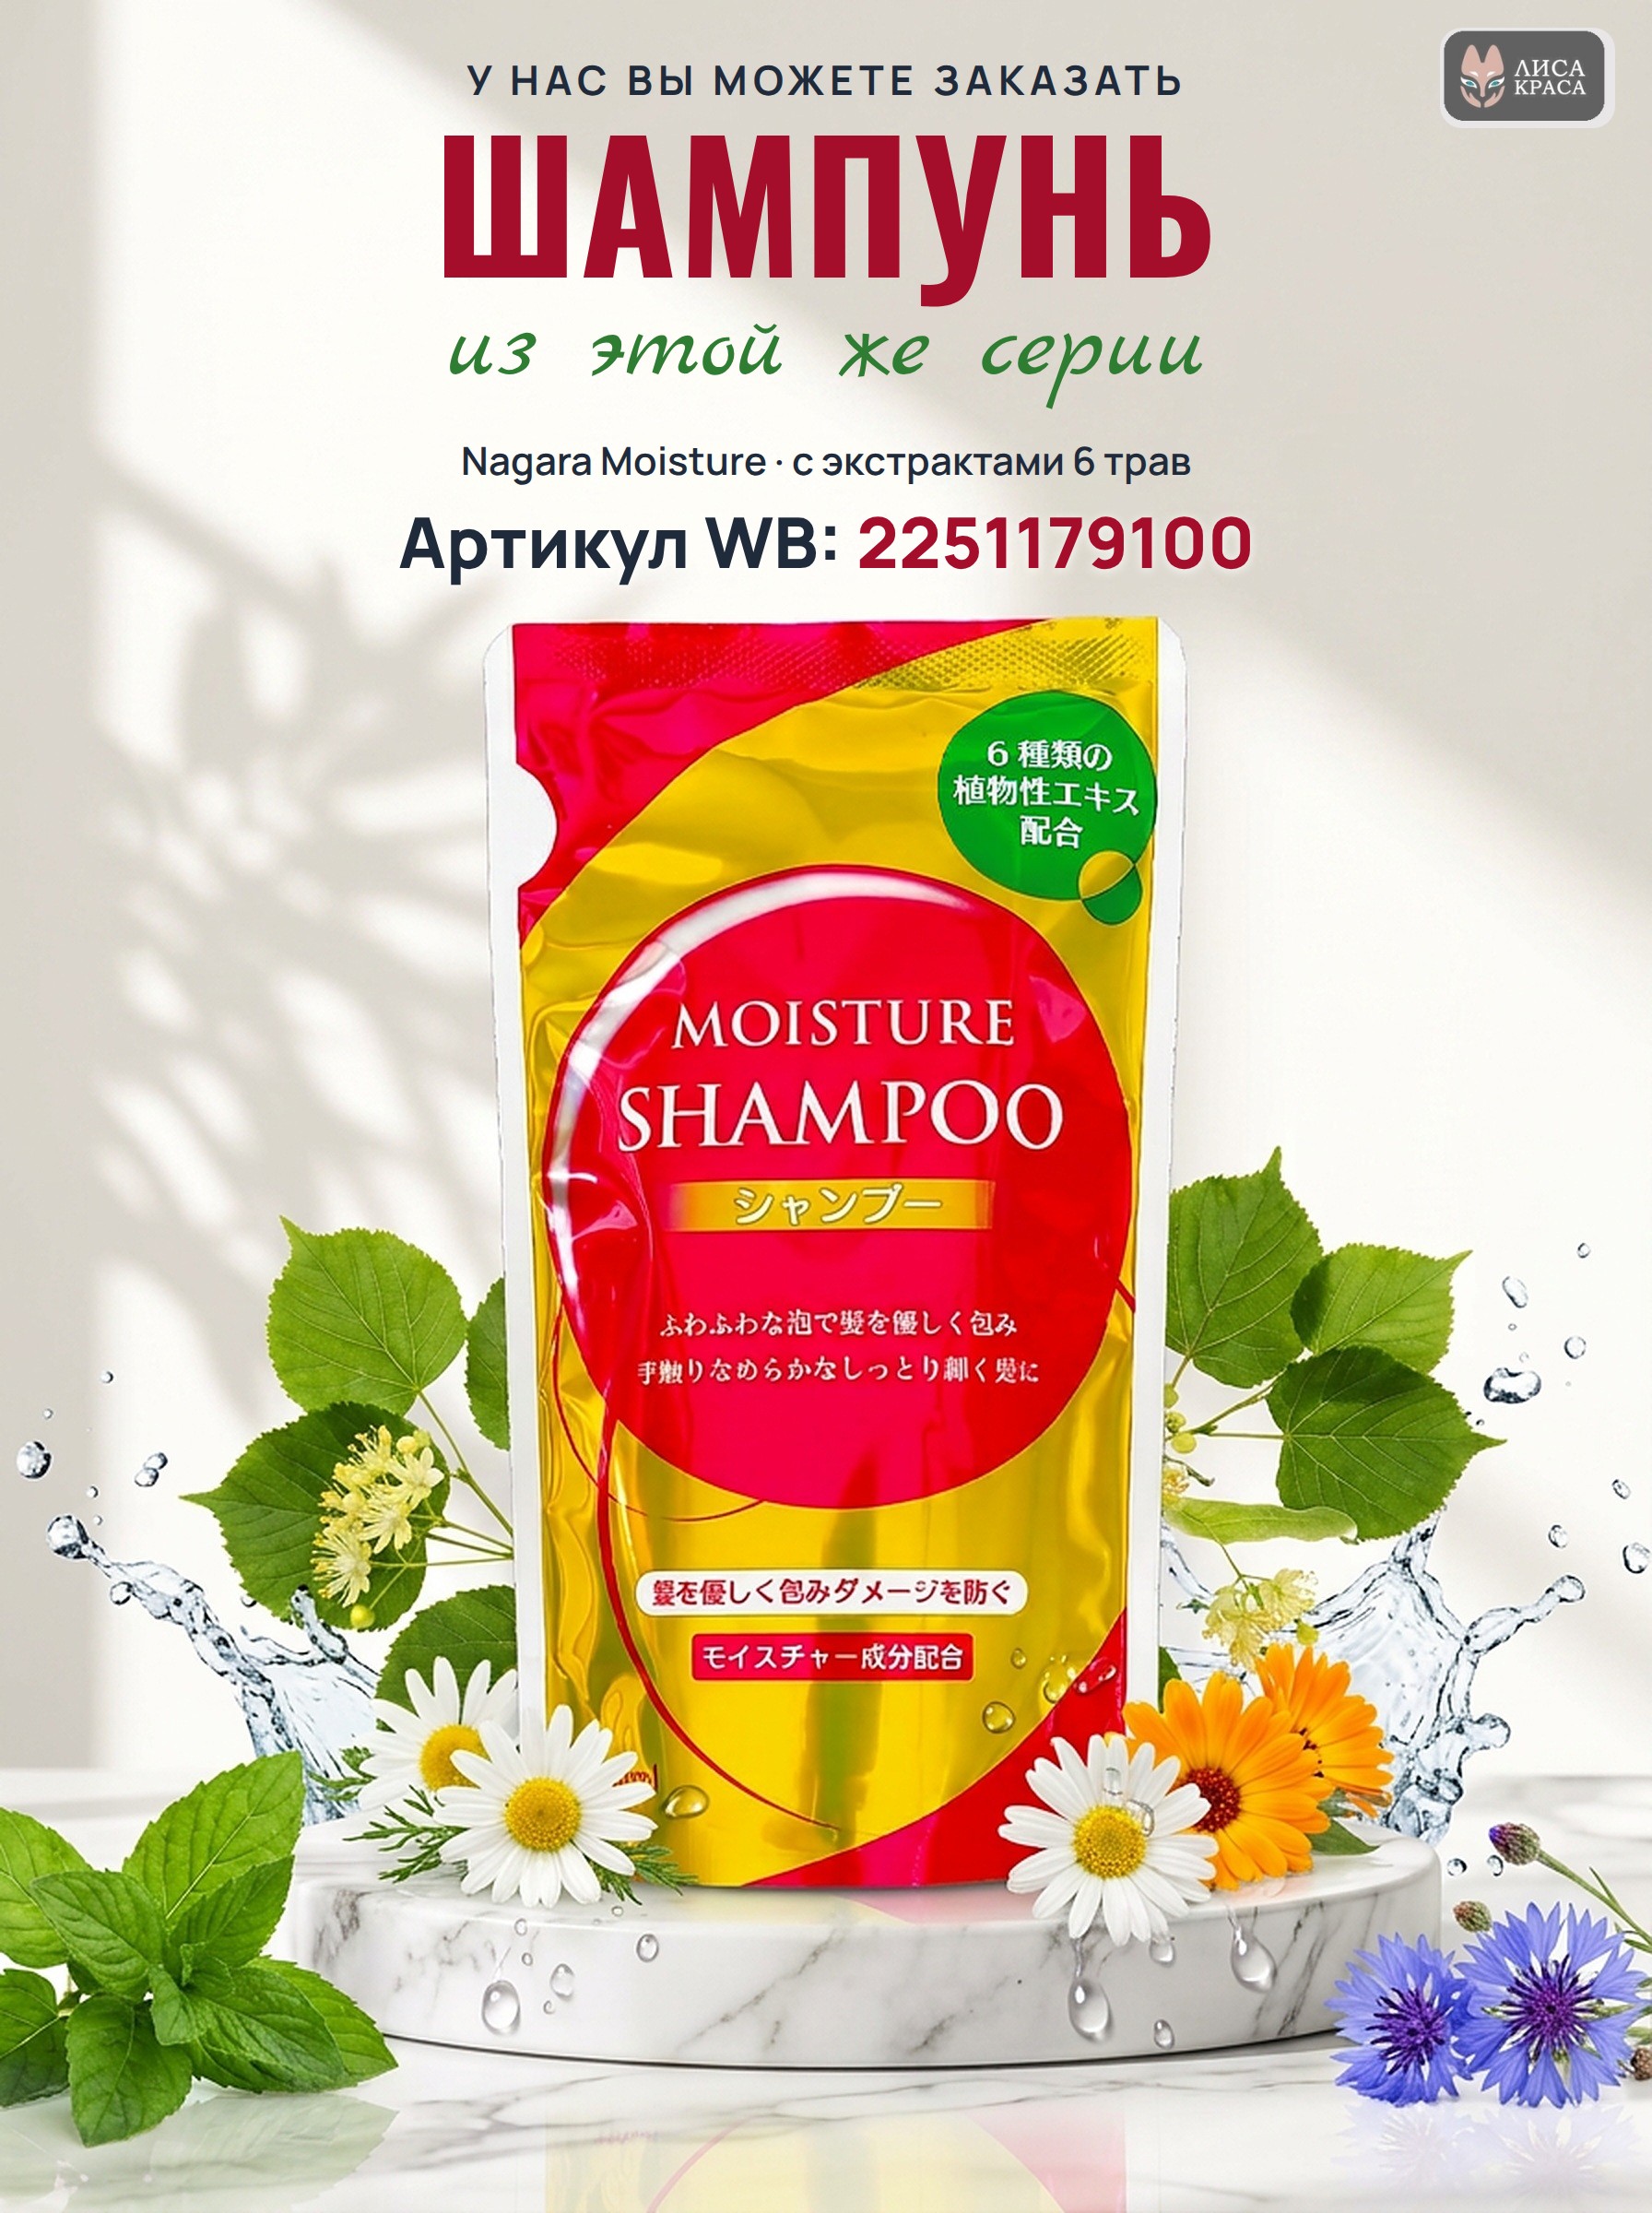 У НАС ВЫ МОЖЕТЕ ЗАКАЗАТЬ
ЛИСА
КРАСА
ШАМПУНЬ
из этой же серии
Nagara Moisture · с экстрактами 6 трав
Артикул WB: 2251179100
6 種類の
植物性エキス
配合
MOISTURE
SHAMPOO
シャンプー
ふわふわな泡で髪を優しく包み
手触りなめらかなしっとり
髪を優しく包みダメージを防ぐ
モイスチャー成分配合